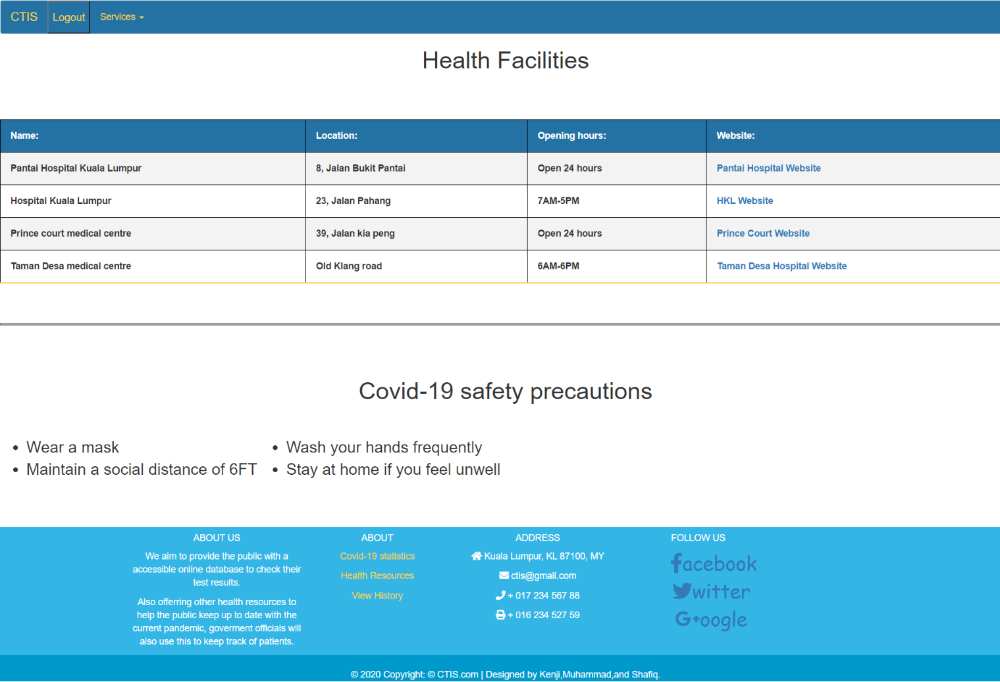 CTIS Logout Services
Health Facilities
Name: Location: Opening hours: Website:
Pantai Hospital Kuala Lumpur 8, Jalan Bukit Pantai Open 24 hours Pantai Hospital Website
Hospital Kuala Lumpur 23, Jalan Pahang 7AM-5PM HKL Website
Prince court medical centre 39, Jalan kia peng Open 24 hours Prince Court Website
Taman Desa medical centre Old Klang road 6AM-6PM Taman Desa Hospital Website
Covid-19 safety precautions
• Wear a mask
• Maintain a social distance of 6FT
• Wash your hands frequently
• Stay at home if you feel unwell
ABOUT US
We aim to provide the public with a
accessible online database to check their
test results.
Also offerring other health resources to
help the public keep up to date with the
current pandemic, goverment officials will
also use this to keep track of patients.
ABOUT
Covid-19 statistics
Health Resources
View History
ADDRESS
Kuala Lumpur, KL 87100, MY
ctis@gmail.com
+ 017 234 567 88
+ 016 234 527 59
FOLLOW US
facebook
witter
G+oogle
© 2020 Copyright: © CTIS.com | Designed by Kenji,Muhammad,and Shafiq.